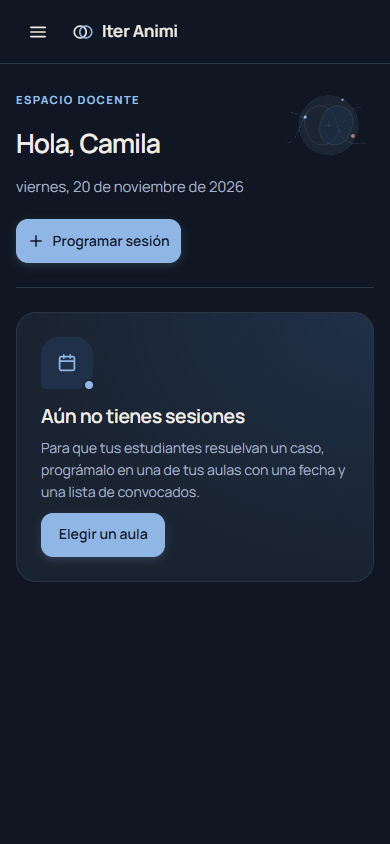 Iter Animi
ESPACIO DOCENTE
Hola, Camila
viernes, 20 de noviembre de 2026
Programar sesión
Aún no tienes sesiones
Para que tus estudiantes resuelvan un caso,
prográmalo en una de tus aulas con una fecha y
una lista de convocados.
Elegir un aula